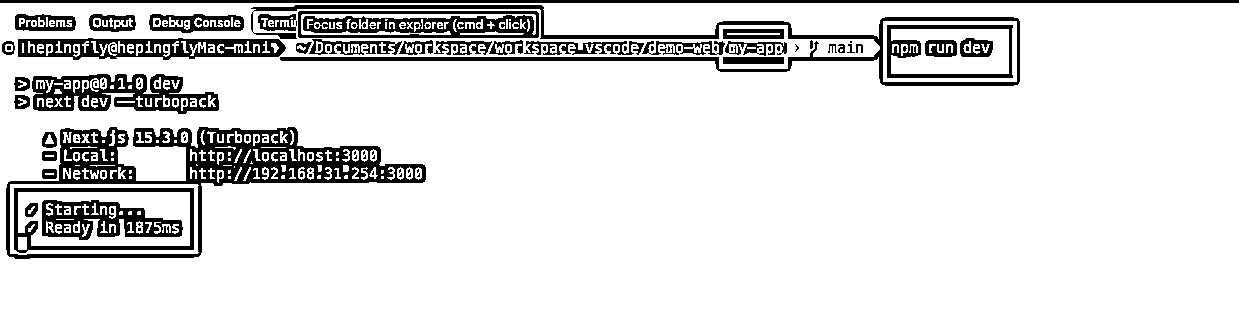 Problems Output Debug Console Termi
Focus folder in explorer (cmd + click)
hepingfly@hepingflyMac-mini ~/Documents/workspace/workspace_vscode/demo-web/my-app main npm run dev
> my-app@0.1.0 dev
> next dev --turbopack
▲ Next.js 15.3.0 (Turbopack)
- Local: http://localhost:3000
- Network: http://192.168.31.254:3000
✓ Starting...
✓ Ready in 1875ms